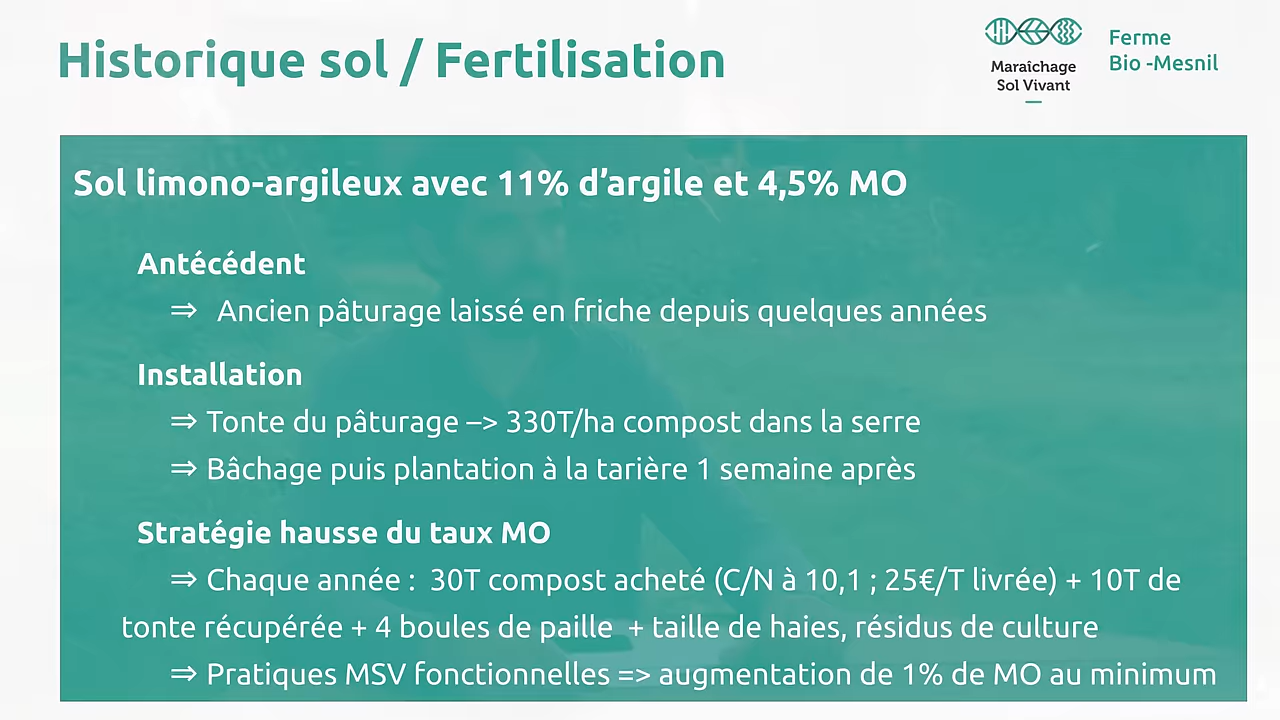 Historique sol / Fertilisation
Maraîchage
Sol Vivant
Ferme
Bio -Mesnil
Sol limono-argileux avec 11% d’argile et 4,5% MO
Antécédent
⇒ Ancien pâturage laissé en friche depuis quelques années
Installation
⇒ Tonte du pâturage –> 330T/ha compost dans la serre
⇒ Bâchage puis plantation à la tarière 1 semaine après
Stratégie hausse du taux MO
⇒ Chaque année : 30T compost acheté (C/N à 10,1 ; 25€/T livrée) + 10T de
tonte récupérée + 4 boules de paille + taille de haies, résidus de culture
⇒ Pratiques MSV fonctionnelles => augmentation de 1% de MO au minimum